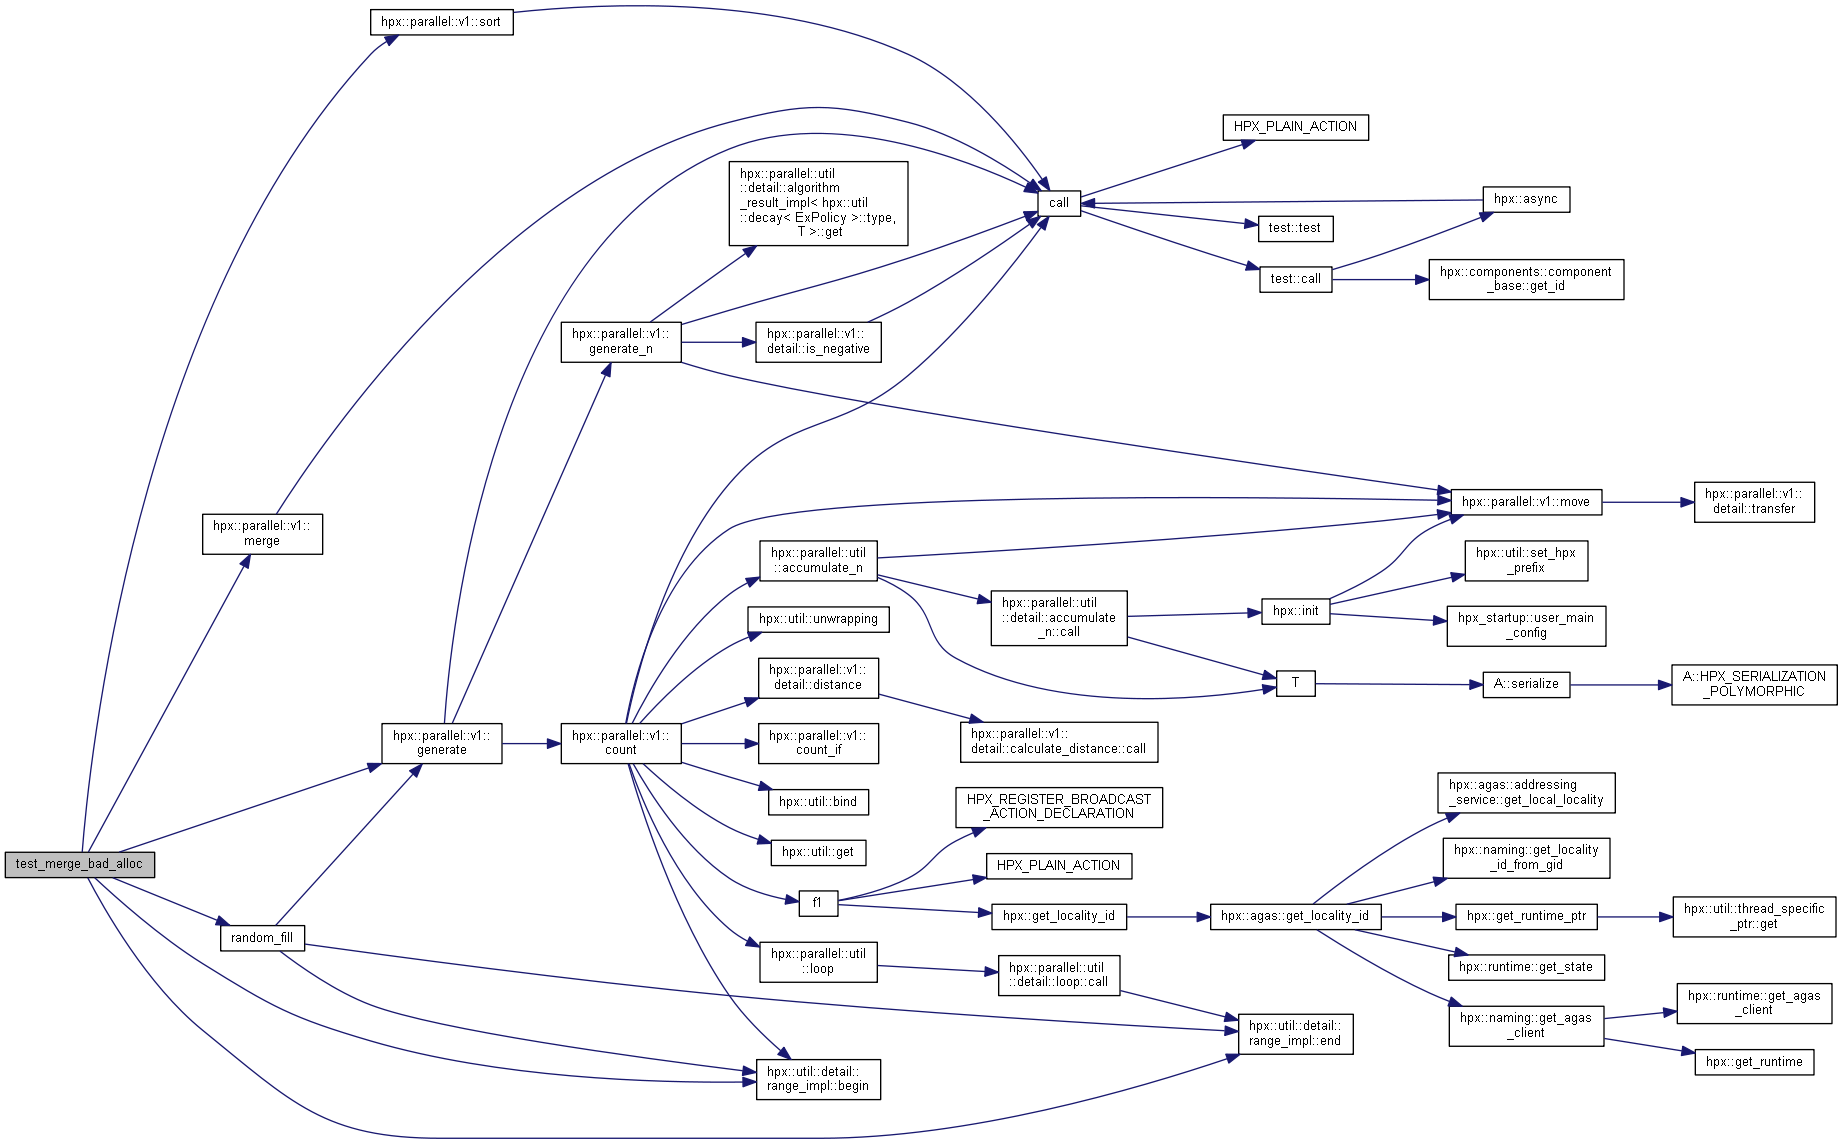 hpx::parallel::v1::sort
HPX_PLAIN_ACTION
hpx::parallel::util
::detail::algorithm
_result_impl< hpx::util
::decay< ExPolicy >::type,
T >::get
call
hpx::async
test::test
test::call
hpx::components::component
_base::get_id
hpx::parallel::v1::
generate_n
hpx::parallel::v1::
detail::is_negative
hpx::parallel::v1::move
hpx::parallel::v1::
detail::transfer
hpx::parallel::v1::
merge
hpx::parallel::util
::accumulate_n
hpx::util::set_hpx
_prefix
hpx::parallel::util
::detail::accumulate
_n::call
hpx::init
hpx::util::unwrapping
hpx_startup::user_main
_config
hpx::parallel::v1::
detail::distance
T
A::serialize
A::HPX_SERIALIZATION
_POLYMORPHIC
hpx::parallel::v1::
generate
hpx::parallel::v1::
count
hpx::parallel::v1::
count_if
hpx::parallel::v1::
detail::calculate_distance::call
hpx::util::bind
HPX_REGISTER_BROADCAST
_ACTION_DECLARATION
hpx::agas::addressing
_service::get_local_locality
test_merge_bad_alloc
hpx::util::get
HPX_PLAIN_ACTION
hpx::naming::get_locality
_id_from_gid
f1
hpx::get_locality_id
hpx::agas::get_locality_id
hpx::get_runtime_ptr
hpx::util::thread_specific
_ptr::get
random_fill
hpx::parallel::util
::loop
hpx::parallel::util
::detail::loop::call
hpx::runtime::get_state
hpx::runtime::get_agas
_client
hpx::util::detail::
range_impl::end
hpx::naming::get_agas
_client
hpx::get_runtime
hpx::util::detail::
range_impl::begin